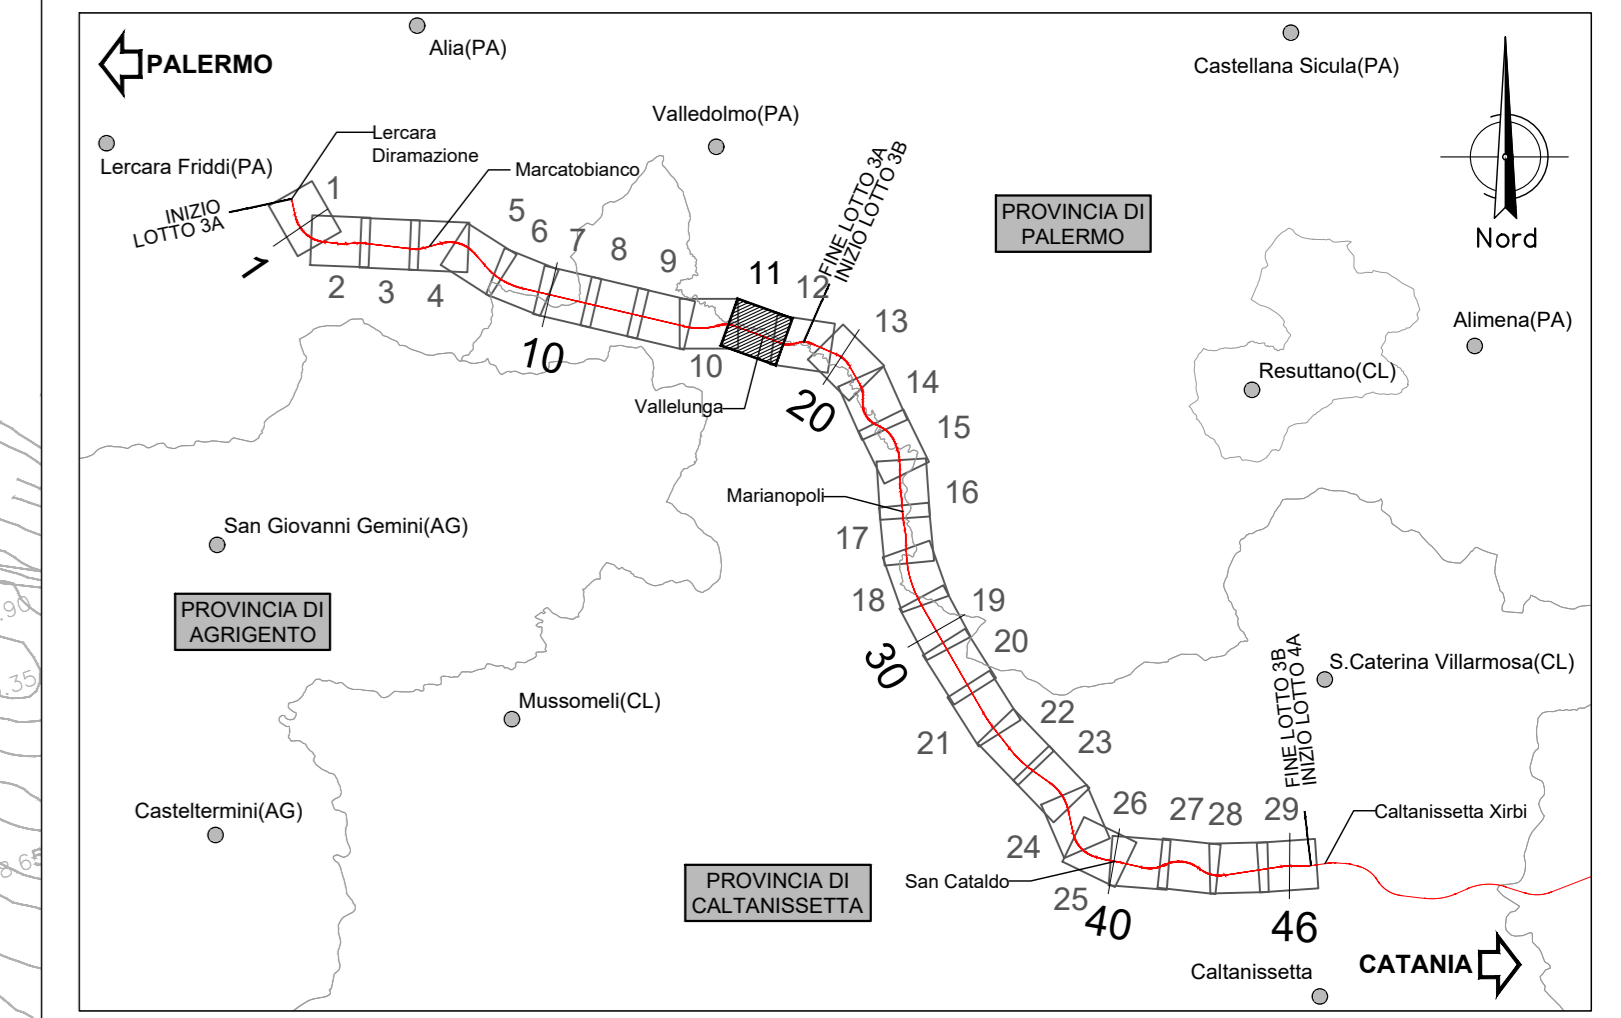 Alia(PA)
PALERMO
Castellana Sicula(PA)
Valledolmo(PA)
Lercara
Diramazione
Lercara Friddi(PA)
Marcatobianco
INIZIO
LOTTO 3A
FINE LOTTO 3A
INIZIO LOTTO 3B
PROVINCIA DI
PALERMO
Nord
1
1
2
3
4
5
6
7
8
9
10
10
11
12
13
14
15
16
17
18
19
20
20
21
22
23
24
25
26
27
28
29
30
40
46
Vallelunga
Alimena(PA)
Resuttano(CL)
Marianopoli
San Giovanni Gemini(AG)
PROVINCIA DI
AGRIGENTO
Mussomeli(CL)
S.Caterina Villarmosa(CL)
FINE LOTTO 3B
INIZIO LOTTO 4A
Casteltermini(AG)
Caltanissetta Xirbi
San Cataldo
PROVINCIA DI
CALTANISSETTA
Caltanissetta
CATANIA
.90
.35
8.65